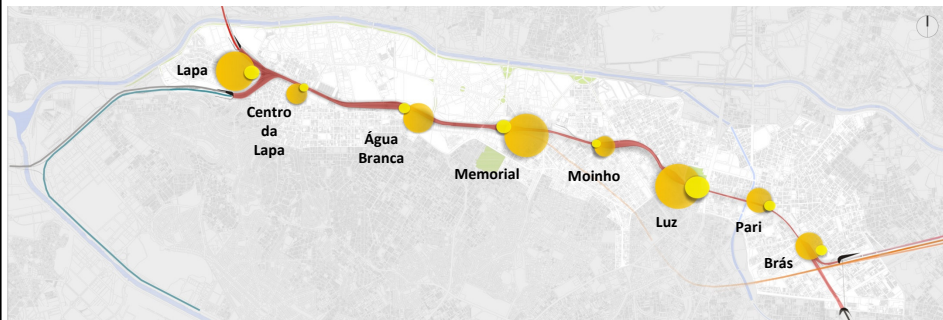 Lapa
Centro
da
Lapa
Água
Branca
Memorial
Moinho
Luz
Pari
Brás